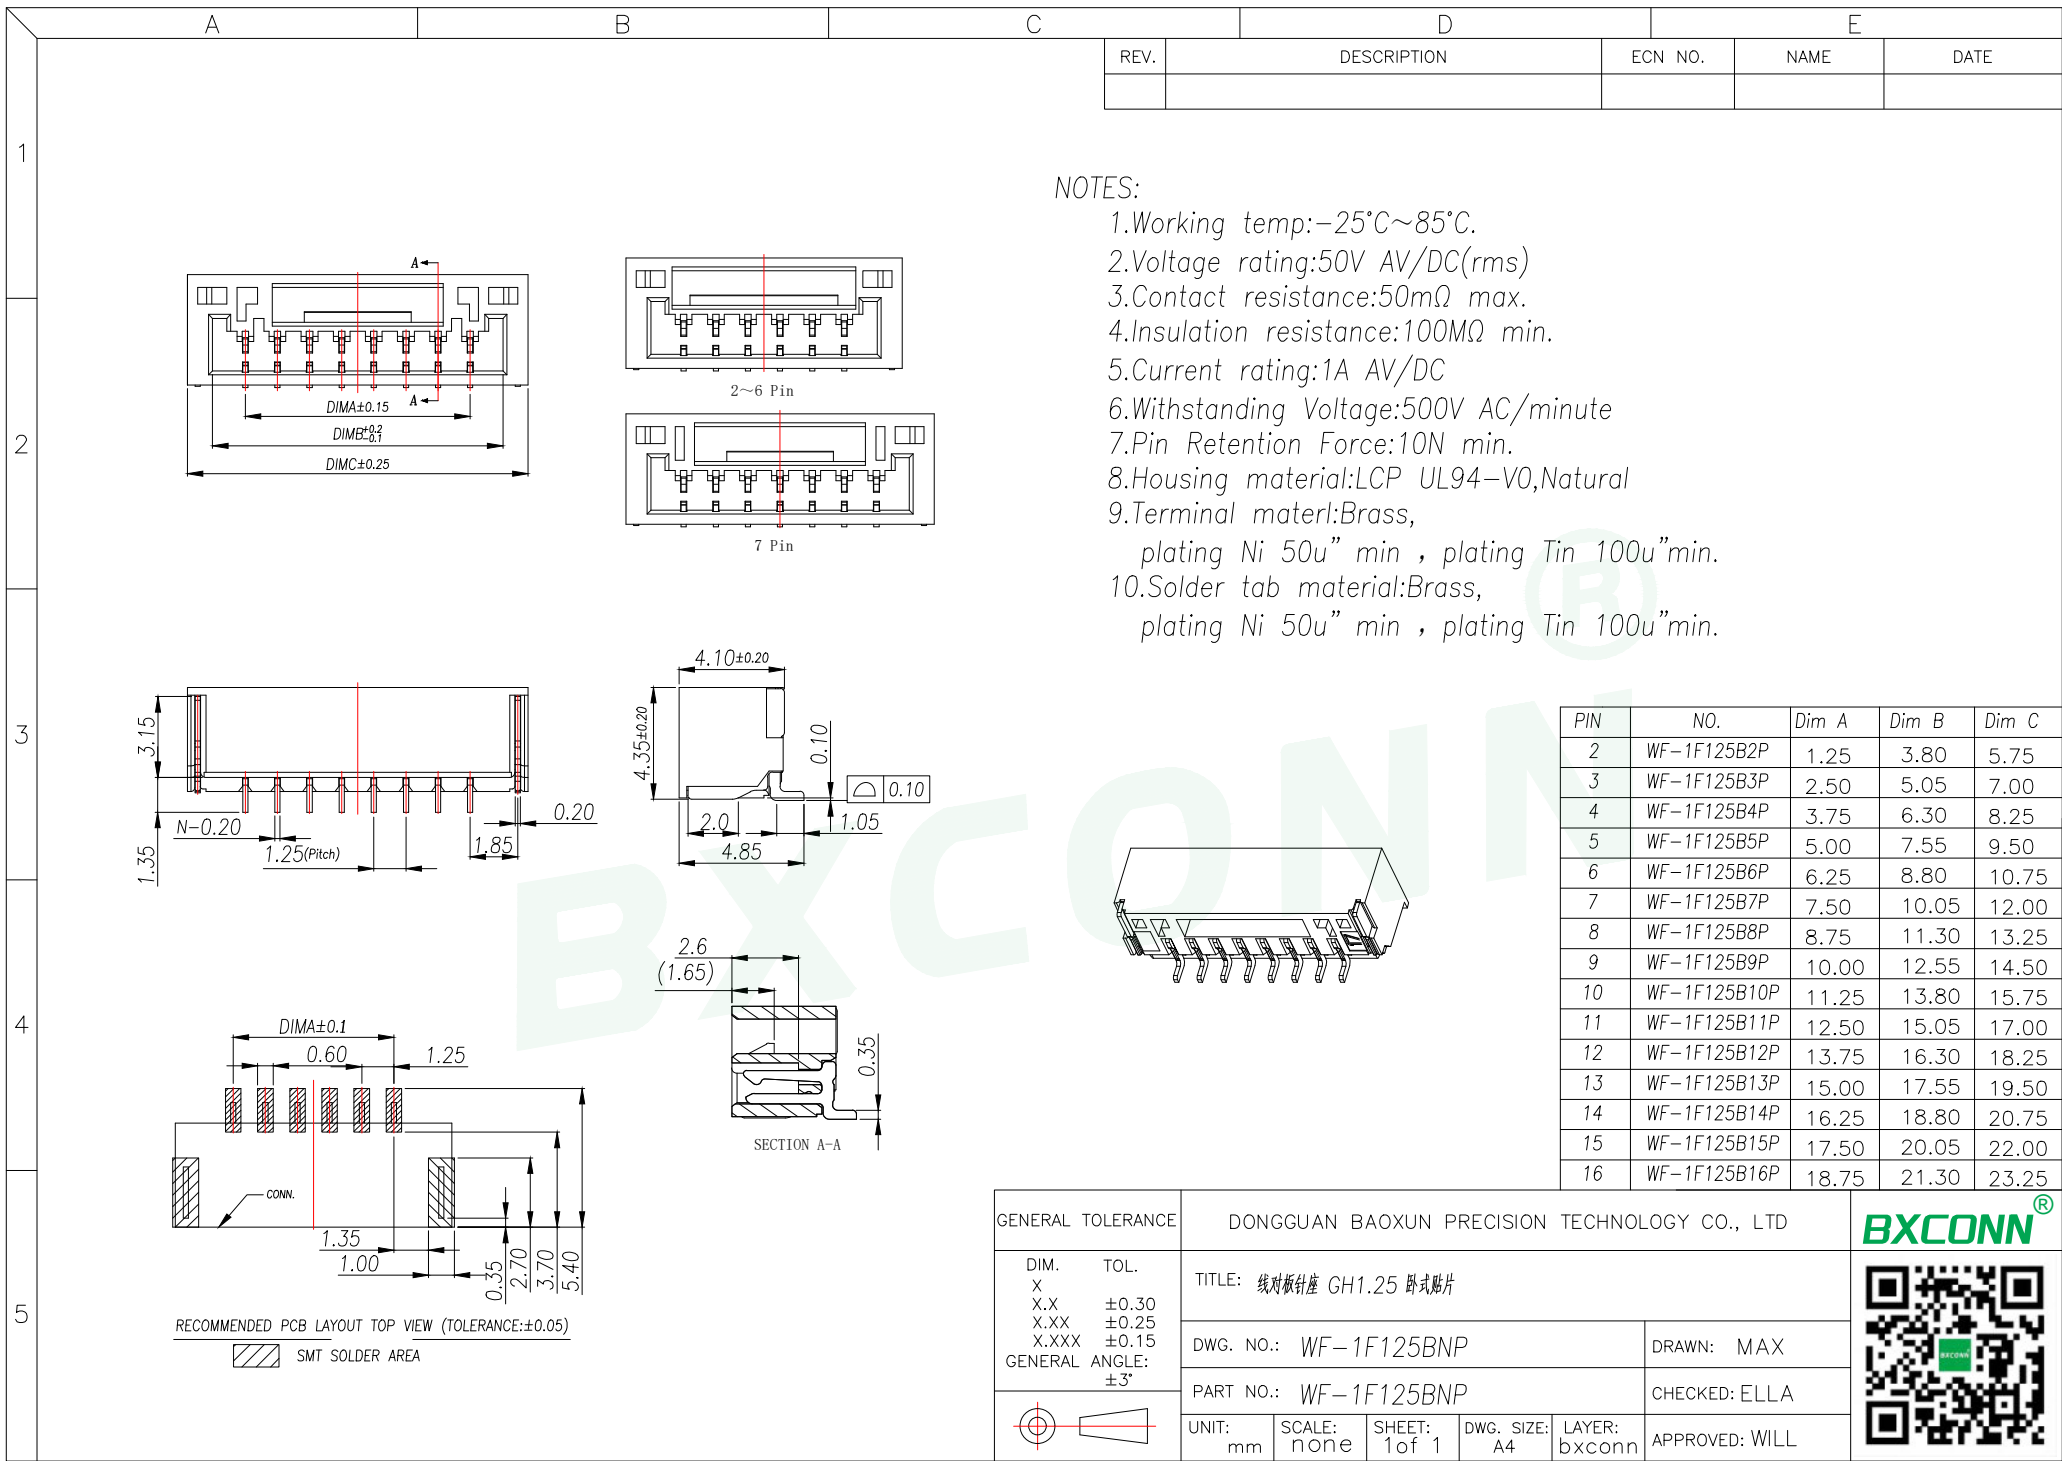 A B C D E
REV. DESCRIPTION ECN NO. NAME DATE
1
2
3
4
5
NOTES:
1.Working temp:-25°C~85°C.
2.Voltage rating:50V AV/DC(rms)
3.Contact resistance:50mΩ max.
4.Insulation resistance:100MΩ min.
5.Current rating:1A AV/DC
6.Withstanding Voltage:500V AC/minute
7.Pin Retention Force:10N min.
8.Housing material:LCP UL94-V0,Natural
9.Terminal materl:Brass,
plating Ni 50u" min , plating Tin 100u"min.
10.Solder tab material:Brass,
plating Ni 50u" min , plating Tin 100u"min.
A
A
DIMA±0.15
DIMB+0.2 -0.1
DIMC±0.25
2~6 Pin
7 Pin
3.15
1.35
N-0.20
1.25(Pitch)
1.85
0.20
4.10±0.20
4.35±0.20
0.10
0.10
2.0
1.05
4.85
2.6
(1.65)
0.35
SECTION A-A
DIMA±0.1
0.60
1.25
CONN.
1.35
1.00
0.35
2.70
3.70
5.40
RECOMMENDED PCB LAYOUT TOP VIEW (TOLERANCE:±0.05)
SMT SOLDER AREA
BXCONN®
PIN NO. Dim A Dim B Dim C
2 WF-1F125B2P 1.25 3.80 5.75
3 WF-1F125B3P 2.50 5.05 7.00
4 WF-1F125B4P 3.75 6.30 8.25
5 WF-1F125B5P 5.00 7.55 9.50
6 WF-1F125B6P 6.25 8.80 10.75
7 WF-1F125B7P 7.50 10.05 12.00
8 WF-1F125B8P 8.75 11.30 13.25
9 WF-1F125B9P 10.00 12.55 14.50
10 WF-1F125B10P 11.25 13.80 15.75
11 WF-1F125B11P 12.50 15.05 17.00
12 WF-1F125B12P 13.75 16.30 18.25
13 WF-1F125B13P 15.00 17.55 19.50
14 WF-1F125B14P 16.25 18.80 20.75
15 WF-1F125B15P 17.50 20.05 22.00
16 WF-1F125B16P 18.75 21.30 23.25
GENERAL TOLERANCE
DIM. TOL.
X
X.X ±0.30
X.XX ±0.25
X.XXX ±0.15
GENERAL ANGLE:
±3°
DONGGUAN BAOXUN PRECISION TECHNOLOGY CO., LTD
TITLE: 线对板针座 GH1.25 卧式贴片
DWG. NO.: WF-1F125BNP
DRAWN: MAX
PART NO.: WF-1F125BNP
CHECKED: ELLA
UNIT: mm
SCALE: none
SHEET: 1of 1
DWG. SIZE: A4
LAYER: bxconn
APPROVED: WILL
BXCONN®
BXCONN